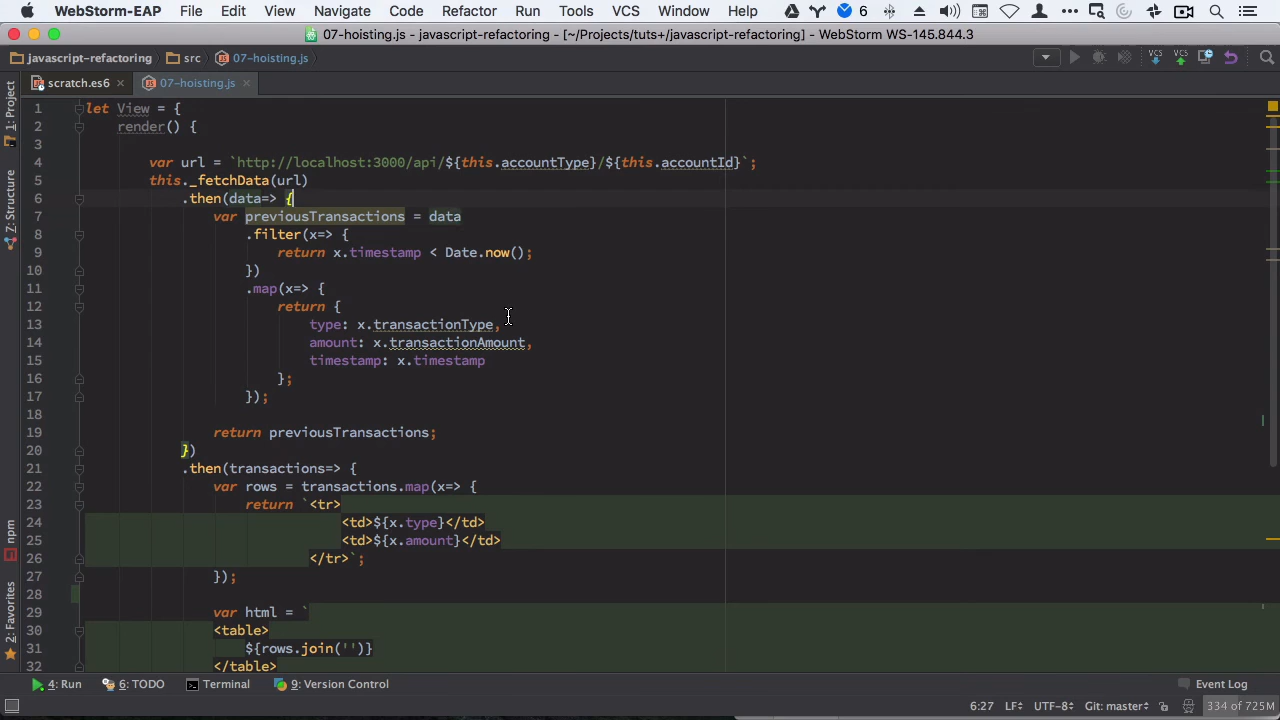 WebStorm-EAP File Edit View Navigate Code Refactor Run Tools VCS Window Help 6
07-hoisting.js - javascript-refactoring - [~/Projects/tuts+/javascript-refactoring] - WebStorm WS-145.844.3
javascript-refactoring src 07-hoisting.js VCS VCS
scratch.es6 07-hoisting.js
1: Project
7: Structure
npm
2: Favorites
1 let View = {
2 render() {
3
4 var url = `http://localhost:3000/api/${this.accountType}/${this.accountId}`;
5 this._fetchData(url)
6 .then(data=> {
7 var previousTransactions = data
8 .filter(x=> {
9 return x.timestamp < Date.now();
10 })
11 .map(x=> {
12 return {
13 type: x.transactionType,
14 amount: x.transactionAmount,
15 timestamp: x.timestamp
16 };
17 });
18
19 return previousTransactions;
20 })
21 .then(transactions=> {
22 var rows = transactions.map(x=> {
23 return `<tr>
24 <td>${x.type}</td>
25 <td>${x.amount}</td>
26 </tr>`;
27 });
28
29 var html = `
30 <table>
31 ${rows.join('')}
32 </table>
4: Run 6: TODO Terminal 9: Version Control Event Log
6:27 LF UTF-8 Git: master 334 of 725M